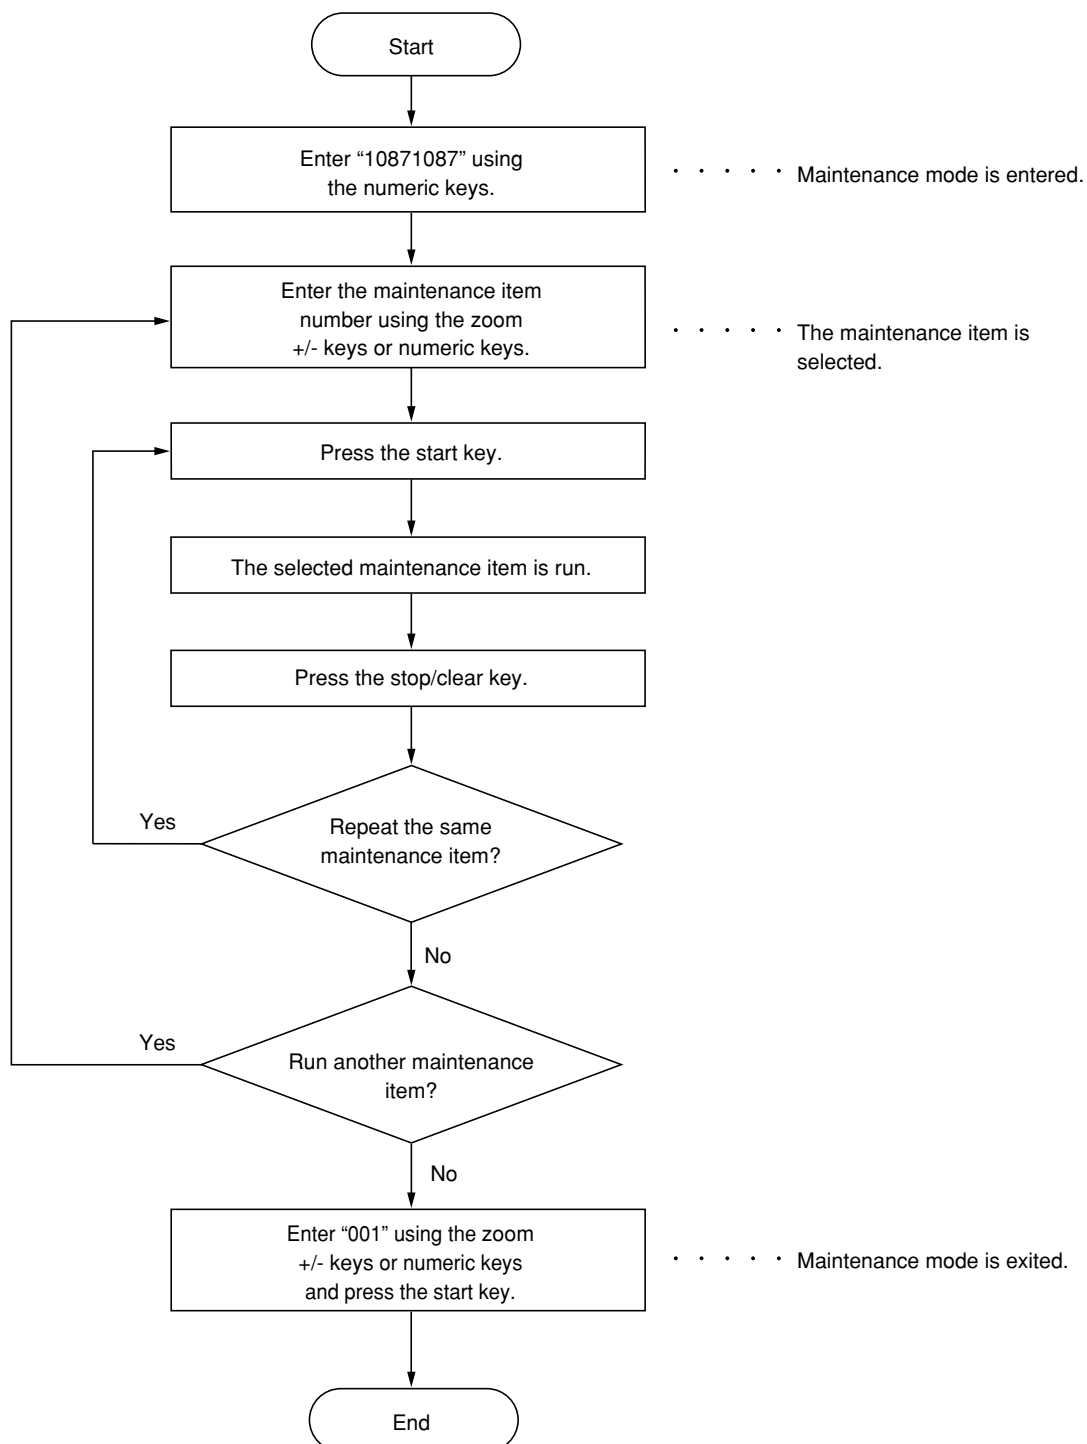 Start
Enter “10871087” using
the numeric keys.
· · · · · Maintenance mode is entered.
Enter the maintenance item
number using the zoom
+/- keys or numeric keys.
· · · · · The maintenance item is
selected.
Press the start key.
The selected maintenance item is run.
Press the stop/clear key.
Yes
Repeat the same
maintenance item?
No
Yes
Run another maintenance
item?
No
Enter “001” using the zoom
+/- keys or numeric keys
and press the start key.
· · · · · Maintenance mode is exited.
End